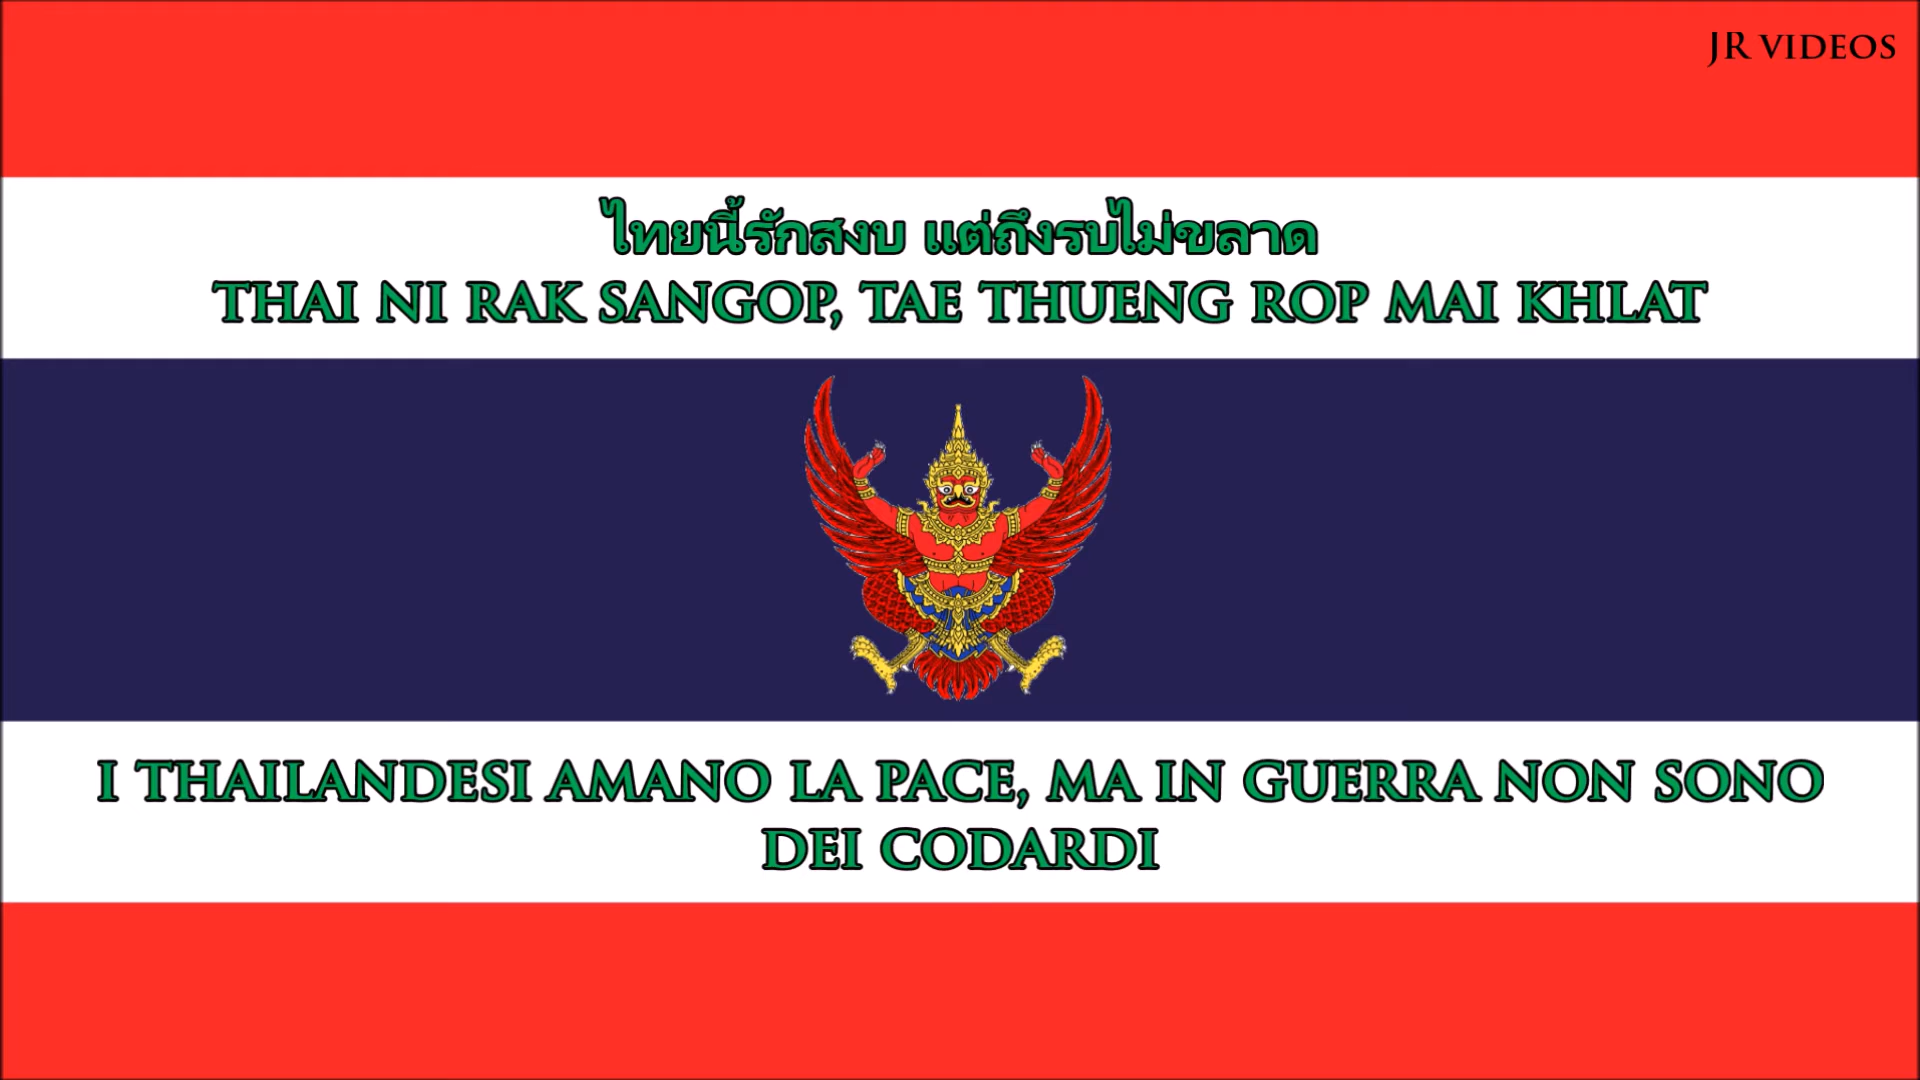 JR VIDEOS
ไทยนี้รักสงบ แต่ถึงรบไม่ขลาด
THAI NI RAK SANGOP, TAE THUENG ROP MAI KHLAT
I THAILANDESI AMANO LA PACE, MA IN GUERRA NON SONO
DEI CODARDI